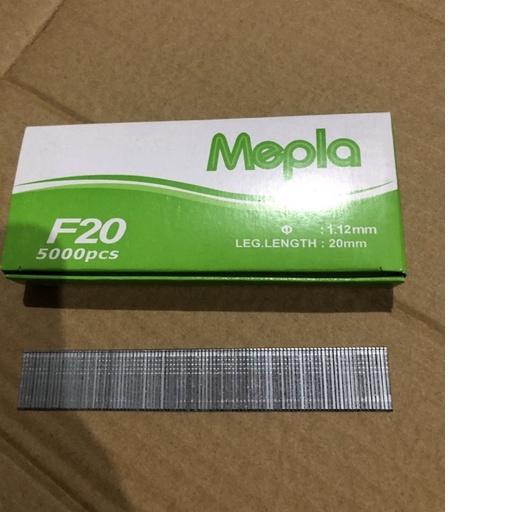 Mepla
F20
5000pcs
Φ : 1.12mm
LEG.LENGTH : 20mm